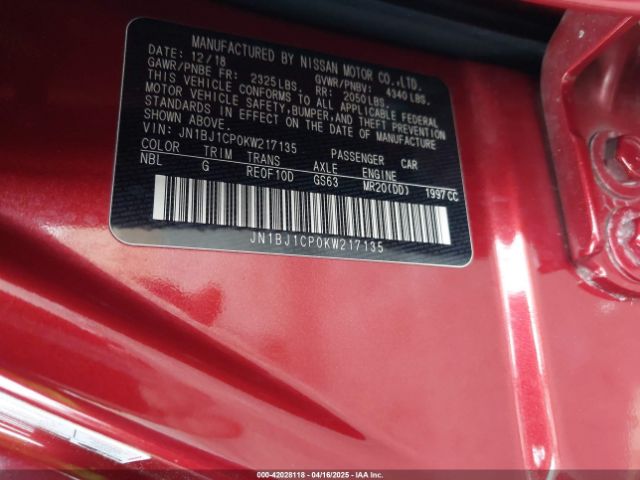 MANUFACTURED BY NISSAN MOTOR CO.,LTD.
DATE: 12/18 GVWR/PNBV: 4340 LBS.
GAWR/PNBE FR: 2325 LBS. RR: 2050 LBS.
THIS VEHICLE CONFORMS TO ALL APPLICABLE FEDERAL
MOTOR VEHICLE SAFETY, BUMPER, AND THEFT PREVENTION
STANDARDS IN EFFECT ON THE DATE OF MANUFACTURE
SHOWN ABOVE.
VIN: JN1BJ1CP0KW217135 PASSENGER CAR
COLOR TRIM TRANS AXLE ENGINE
NBL G RE0F10D GS63 MR20(DD) 1997CC
JN1BJ1CP0KW217135
000-42028118 - 04/16/2025 - IAA Inc.